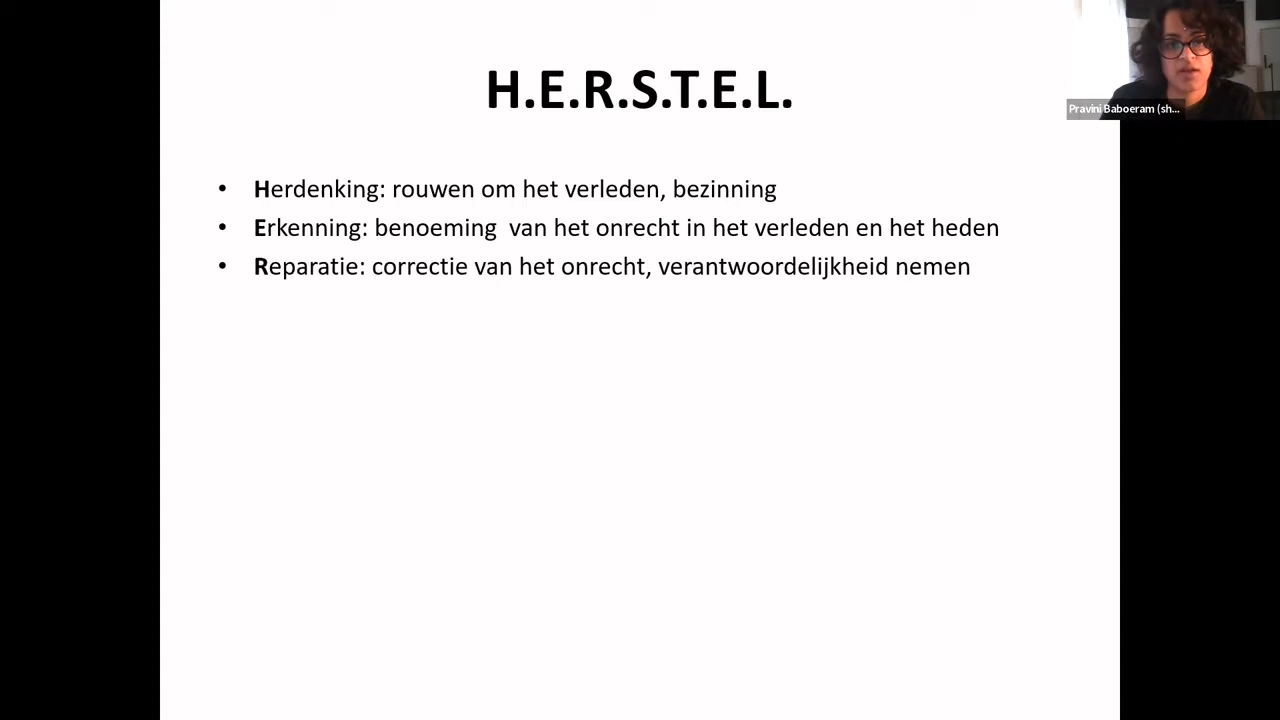 H.E.R.S.T.E.L.
Pravini Baboeram (sh...
• Herdenking: rouwen om het verleden, bezinning
• Erkenning: benoeming  van het onrecht in het verleden en het heden
• Reparatie: correctie van het onrecht, verantwoordelijkheid nemen